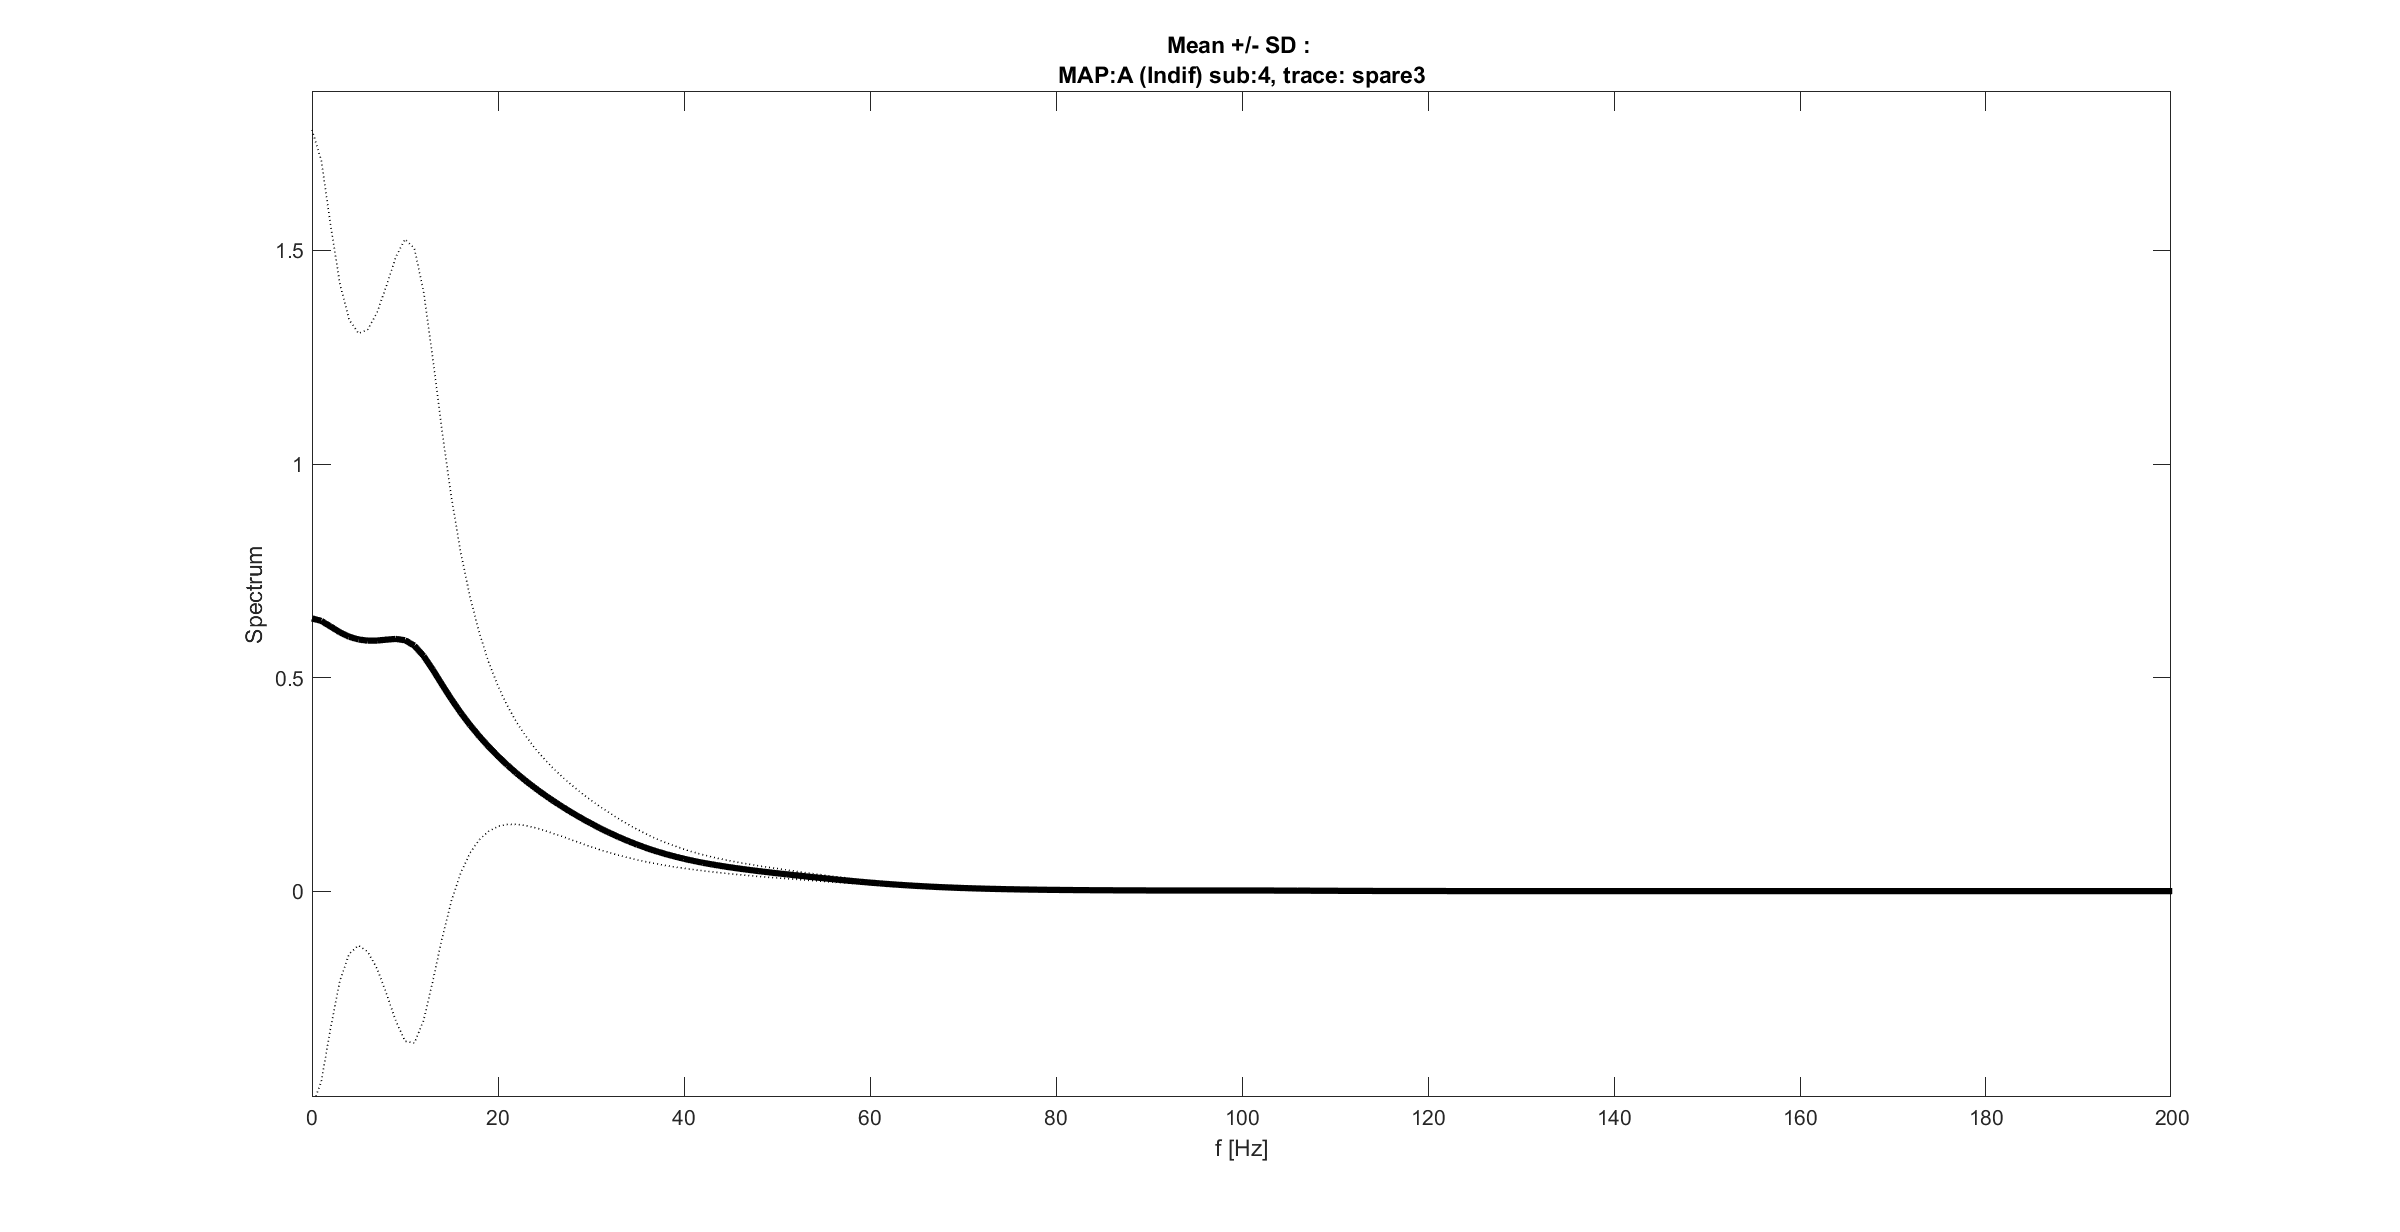 Mean +/- SD :
MAP:A (Indif) sub:4, trace: spare3
1.5
1
0.5
0
Spectrum
0 20 40 60 80 100 120 140 160 180 200
f [Hz]